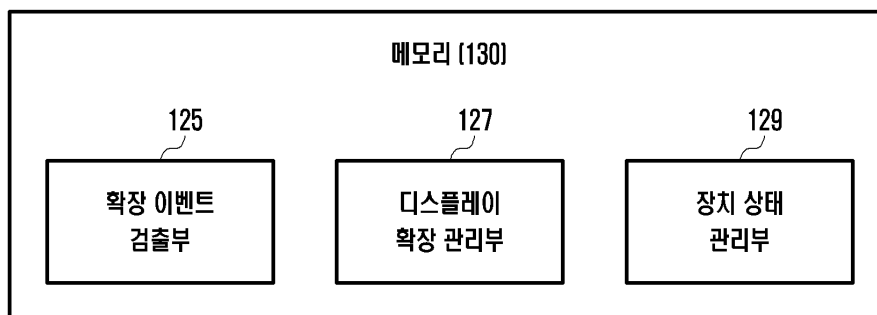 메모리 (130)
125
127
129
확장 이벤트
검출부
디스플레이
확장 관리부
장치 상태
관리부